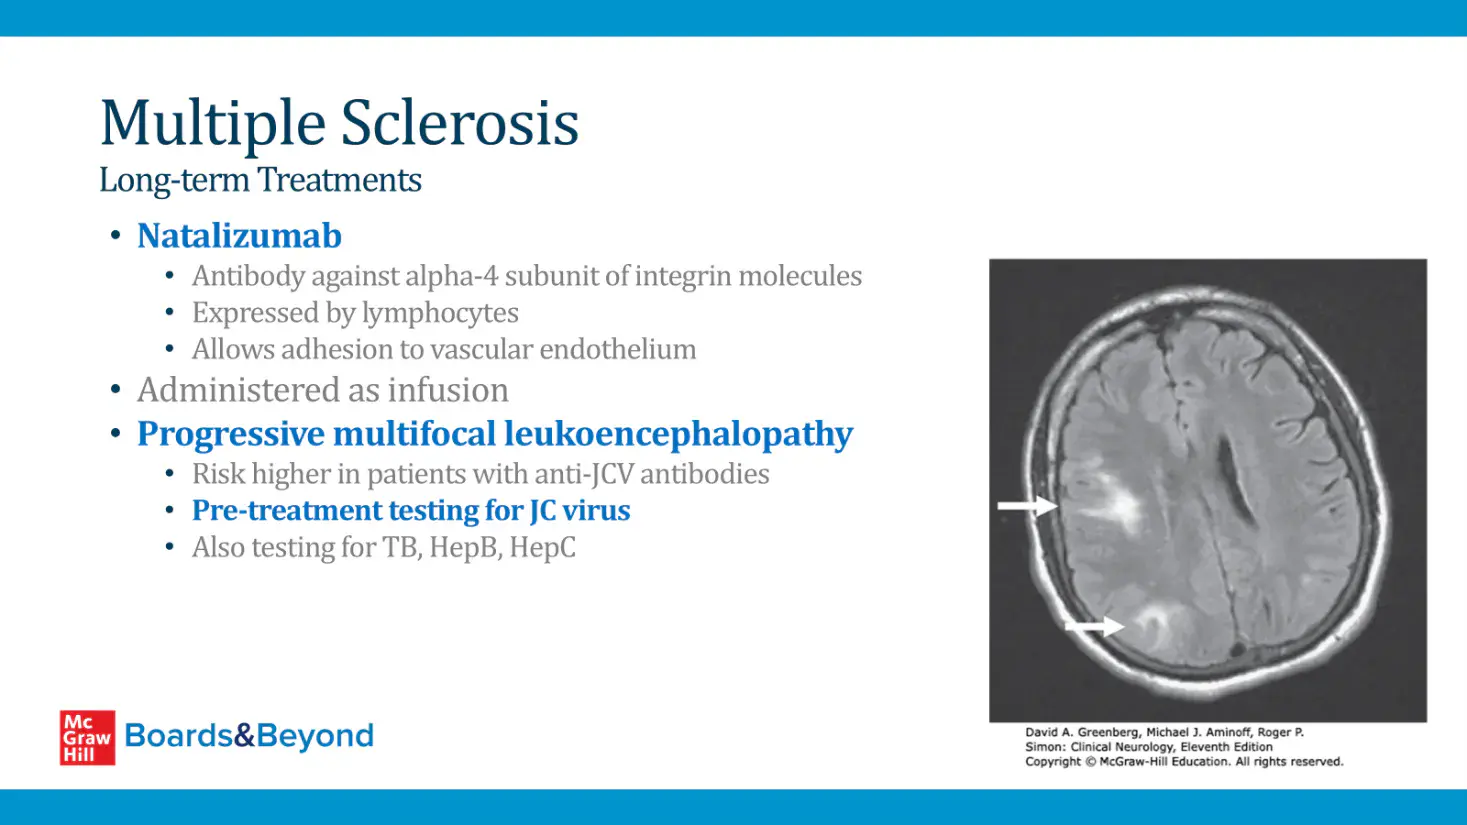 Multiple Sclerosis
Long-term Treatments
• Natalizumab
• Antibody against alpha-4 subunit of integrin molecules
• Expressed by lymphocytes
• Allows adhesion to vascular endothelium
• Administered as infusion
• Progressive multifocal leukoencephalopathy
• Risk higher in patients with anti-JCV antibodies
• Pre-treatment testing for JC virus
• Also testing for TB, HepB, HepC
Mc
Graw
Hill
Boards&Beyond
David A. Greenberg, Michael J. Aminoff, Roger P.
Simon: Clinical Neurology, Eleventh Edition
Copyright © McGraw-Hill Education. All rights reserved.